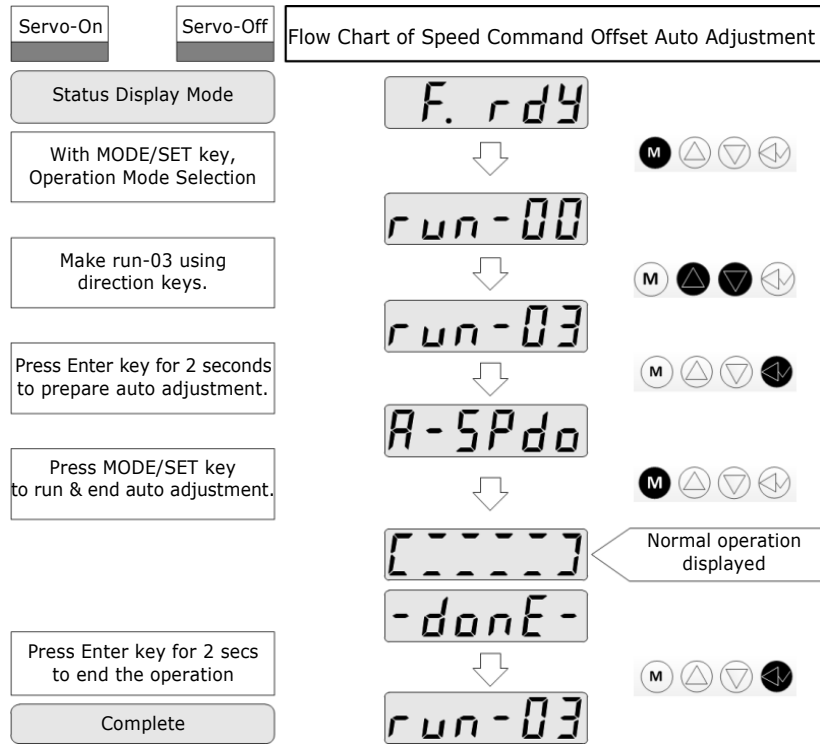 Servo-On
Servo-Off
Flow Chart of Speed Command Offset Auto Adjustment
Status Display Mode
F. rdY
With MODE/SET key,
Operation Mode Selection
M
run-00
Make run-03 using
direction keys.
M
run-03
Press Enter key for 2 seconds
to prepare auto adjustment.
M
A-SPdo
Press MODE/SET key
to run & end auto adjustment.
M
Normal operation
displayed
-donE-
Press Enter key for 2 secs
to end the operation
M
Complete
run-03